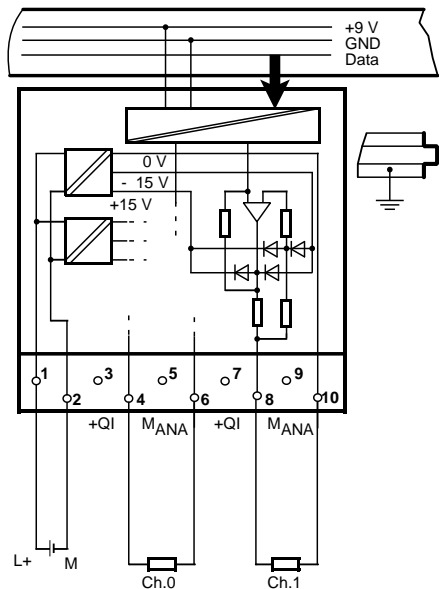 +9 V
GND
Data
0 V
- 15 V
+15 V
1 3 5 7 9
2 4 6 8 10
+QI MANA +QI MANA
L+ M
Ch.0 Ch.1